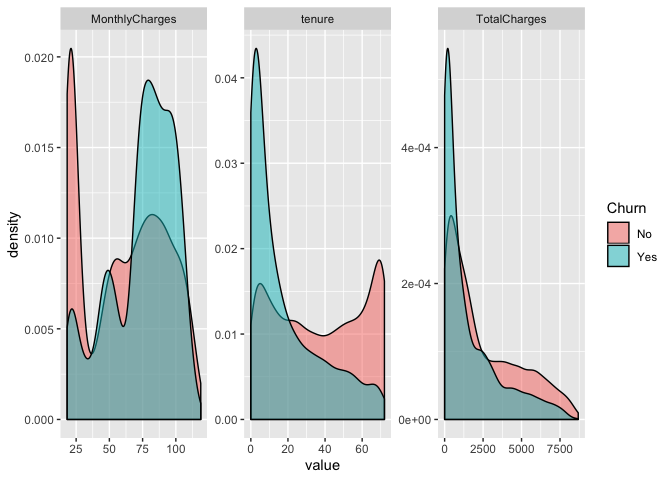 MonthlyCharges
tenure
TotalCharges
density
0.020
0.015
0.010
0.005
0.000
25 50 75 100
0.04
0.03
0.02
0.01
0.00
0 20 40 60
4e-04
2e-04
0e+00
0 2500 5000 7500
value
Churn
No
Yes